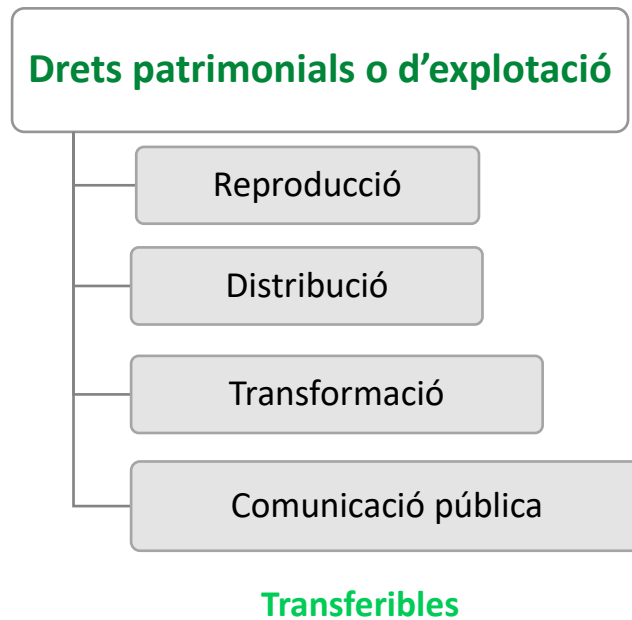 Drets patrimonials o d’explotació
Reproducció
Distribució
Transformació
Comunicació pública
Transferibles